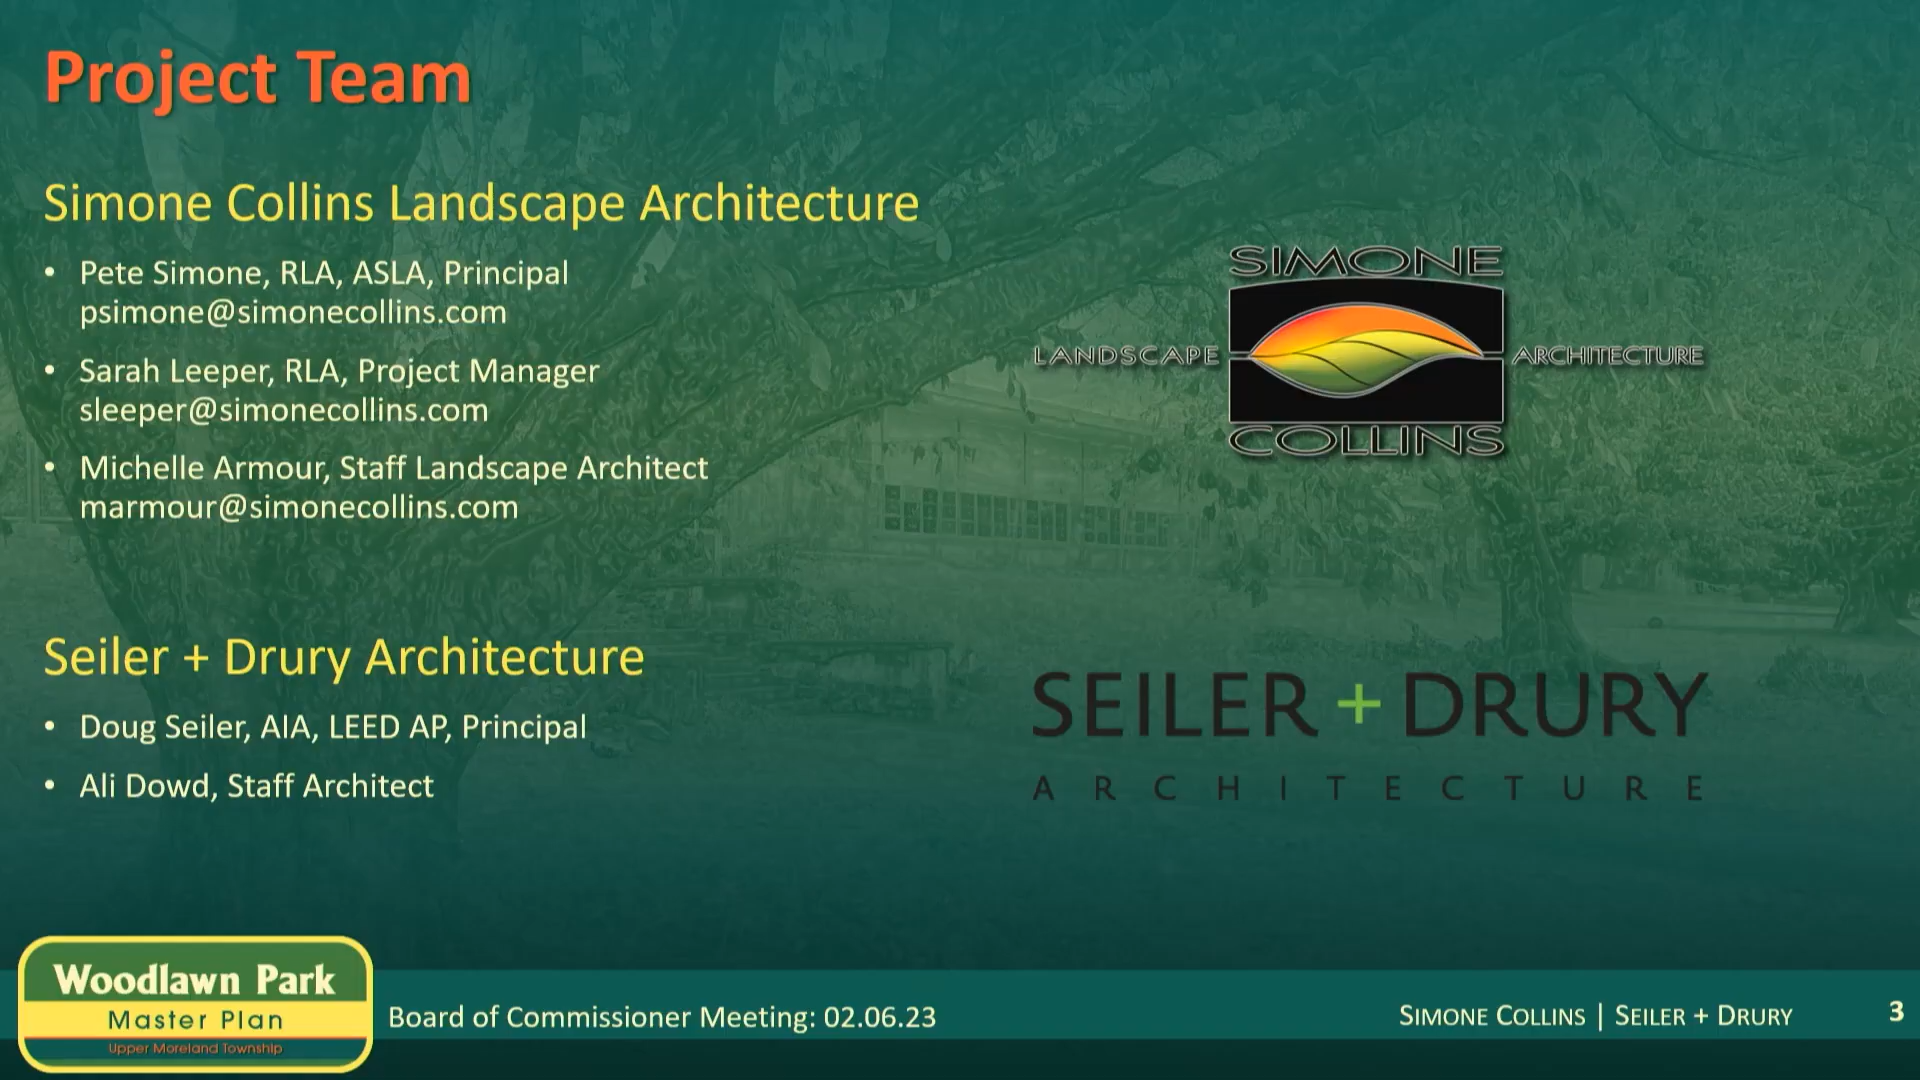 Project Team
Simone Collins Landscape Architecture
• Pete Simone, RLA, ASLA, Principal
psimone@simonecollins.com
• Sarah Leeper, RLA, Project Manager
sleeper@simonecollins.com
• Michelle Armour, Staff Landscape Architect
marmour@simonecollins.com
SIMONE
LANDSCAPE ARCHITECTURE
COLLINS
Seiler + Drury Architecture
• Doug Seiler, AIA, LEED AP, Principal
• Ali Dowd, Staff Architect
SEILER + DRURY
ARCHITECTURE
Woodlawn Park
Master Plan
Upper Moreland Township
Board of Commissioner Meeting: 02.06.23
SIMONE COLLINS | SEILER + DRURY
3